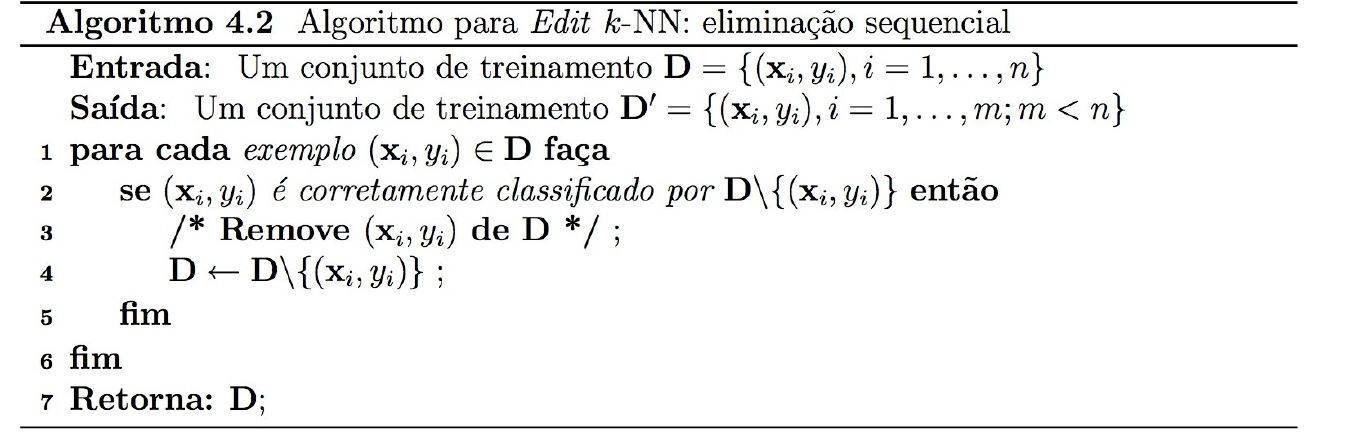 Algoritmo 4.2 Algoritmo para Edit k-NN: eliminação sequencial
Entrada: Um conjunto de treinamento D = {(xᵢ, yᵢ), i = 1, . . . , n}
Saída: Um conjunto de treinamento D′ = {(xᵢ, yᵢ), i = 1, . . . , m; m < n}
1 para cada exemplo (xᵢ, yᵢ) ∈ D faça
2 se (xᵢ, yᵢ) é corretamente classificado por D\{(xᵢ, yᵢ)} então
3 /* Remove (xᵢ, yᵢ) de D */ ;
4 D ← D\{(xᵢ, yᵢ)} ;
5 fim
6 fim
7 Retorna: D;